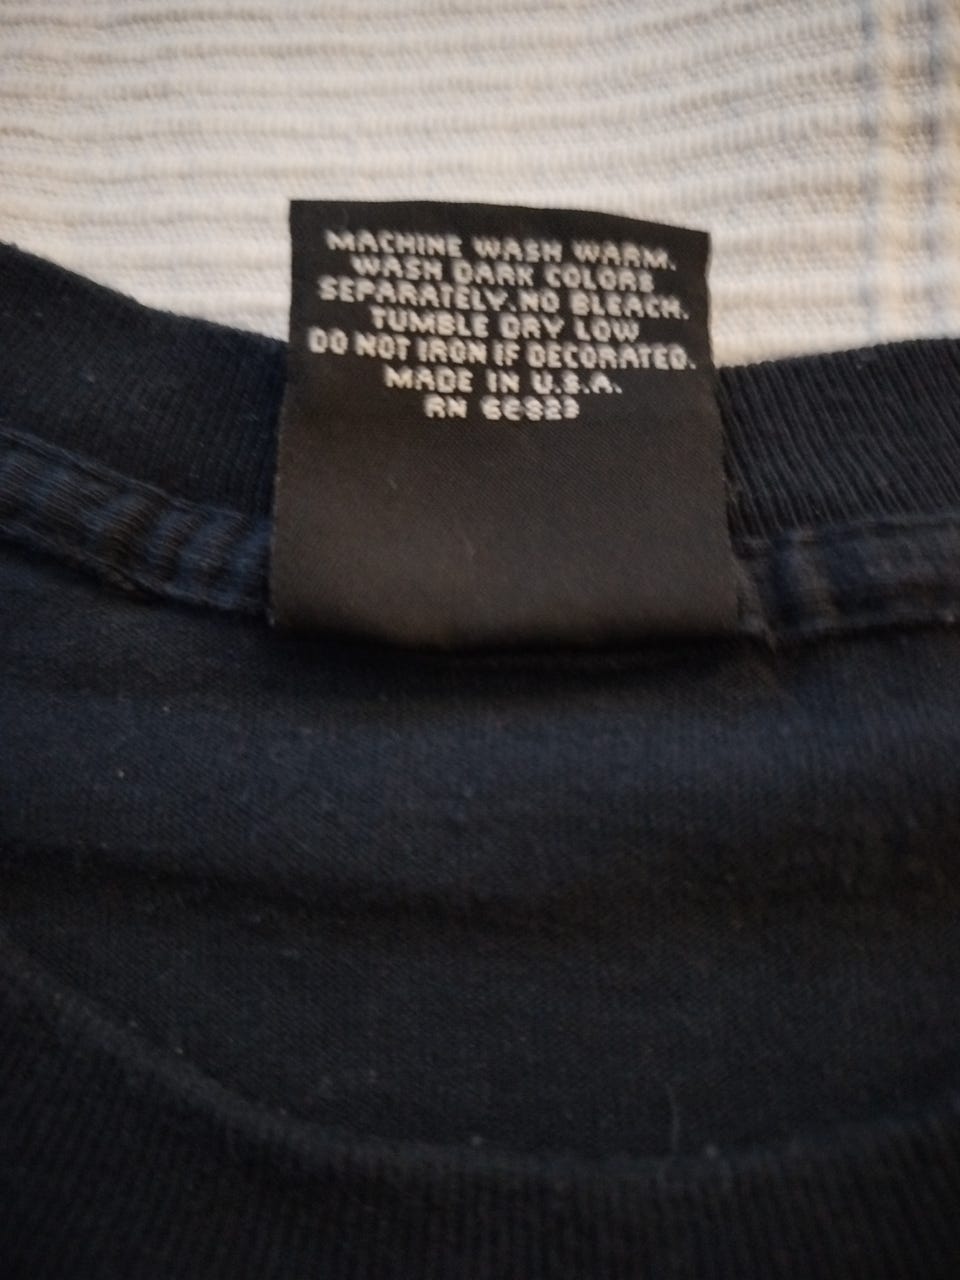 MACHINE WASH WARM.
WASH DARK COLORS
SEPARATELY.NO BLEACH.
TUMBLE DRY LOW
DO NOT IRON IF DECORATED.
MADE IN U.S.A.
RN